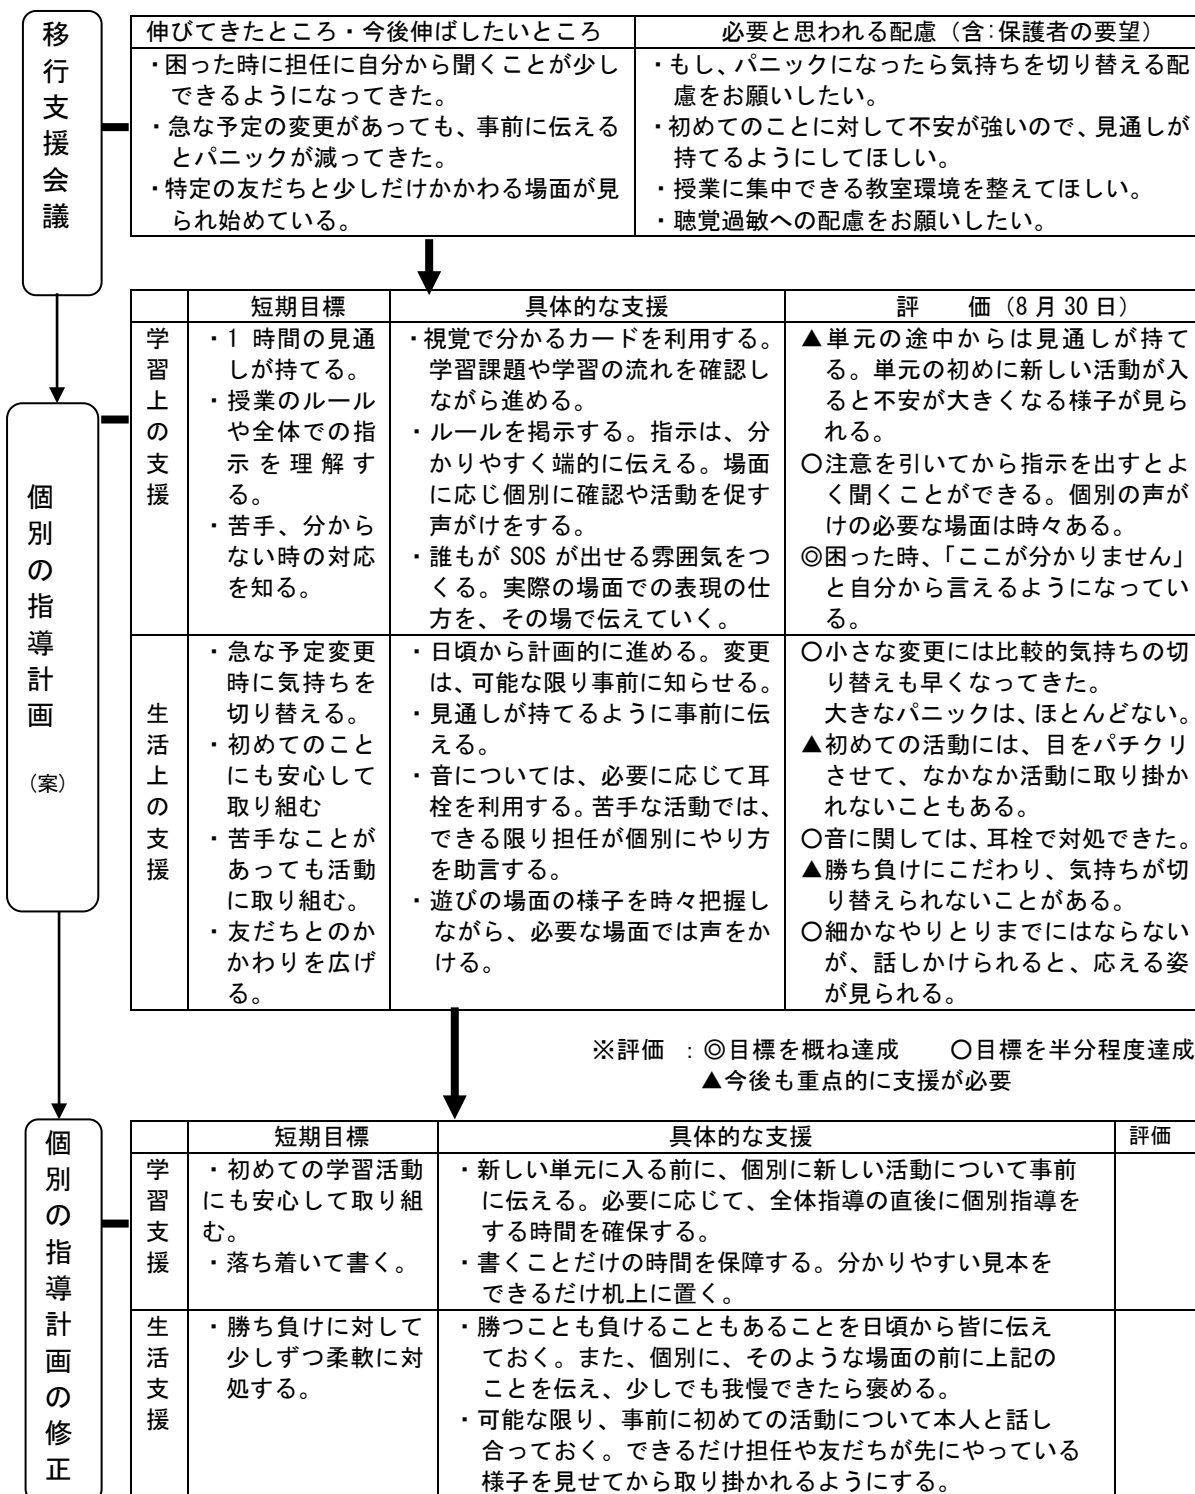 移行支援会議
伸びてきたところ・今後伸ばしたいところ
必要と思われる配慮（含:保護者の要望）
・困った時に担任に自分から聞くことが少し
できるようになってきた。
・急な予定の変更があっても、事前に伝える
とパニックが減ってきた。
・特定の友だちと少しだけかかわる場面が見
られ始めている。
・もし、パニックになったら気持ちを切り替える配
慮をお願いしたい。
・初めてのことに対して不安が強いので、見通しが
持てるようにしてほしい。
・授業に集中できる教室環境を整えてほしい。
・聴覚過敏への配慮をお願いしたい。
個別の指導計画
（案）
短期目標
具体的な支援
評　価（8月30日）
学習上の支援
・1 時間の見通
しが持てる。
・授業のルール
や全体での指
示を理解す
る。
・苦手、分から
ない時の対応
を知る。
・視覚で分かるカードを利用する。
学習課題や学習の流れを確認し
ながら進める。
・ルールを掲示する。指示は、分
かりやすく端的に伝える。場面
に応じ個別に確認や活動を促す
声がけをする。
・誰もが SOS が出せる雰囲気をつ
くる。実際の場面での表現の仕
方を、その場で伝えていく。
▲単元の途中からは見通しが持て
る。単元の初めに新しい活動が入
ると不安が大きくなる様子が見ら
れる。
〇注意を引いてから指示を出すとよ
く聞くことができる。個別の声が
けの必要な場面は時々ある。
◎困った時、「ここが分かりません」
と自分から言えるようになってい
る。
生活上の支援
・急な予定変更
時に気持ちを
切り替える。
・初めてのこと
にも安心して
取り組む
・苦手なことが
あっても活動
に取り組む。
・友だちとのか
かわりを広げ
る。
・日頃から計画的に進める。変更
は、可能な限り事前に知らせる。
・見通しが持てるように事前に伝
える。
・音については、必要に応じて耳
栓を利用する。苦手な活動では、
できる限り担任が個別にやり方
を助言する。
・遊びの場面の様子を時々把握し
ながら、必要な場面では声をか
ける。
〇小さな変更には比較的気持ちの切
り替えも早くなってきた。
大きなパニックは、ほとんどない。
▲初めての活動には、目をパチクリ
させて、なかなか活動に取り掛か
れないこともある。
〇音に関しては、耳栓で対処できた。
▲勝ち負けにこだわり、気持ちが切
り替えられないことがある。
〇細かなやりとりまでにはならない
が、話しかけられると、応える姿
が見られる。
※評価　：◎目標を概ね達成　　〇目標を半分程度達成
▲今後も重点的に支援が必要
個別の指導計画の修正
短期目標
具体的な支援
評価
学習支援
・初めての学習活動
にも安心して取り組
む。
・落ち着いて書く。
・新しい単元に入る前に、個別に新しい活動について事前
に伝える。必要に応じて、全体指導の直後に個別指導を
する時間を確保する。
・書くことだけの時間を保障する。分かりやすい見本を
できるだけ机上に置く。
生活支援
・勝ち負けに対して
少しずつ柔軟に対
処する。
・勝つことも負けることもあることを日頃から皆に伝え
ておく。また、個別に、そのような場面の前に上記の
ことを伝え、少しでも我慢できたら褒める。
・可能な限り、事前に初めての活動について本人と話し
合っておく。できるだけ担任や友だちが先にやっている
様子を見せてから取り掛かれるようにする。